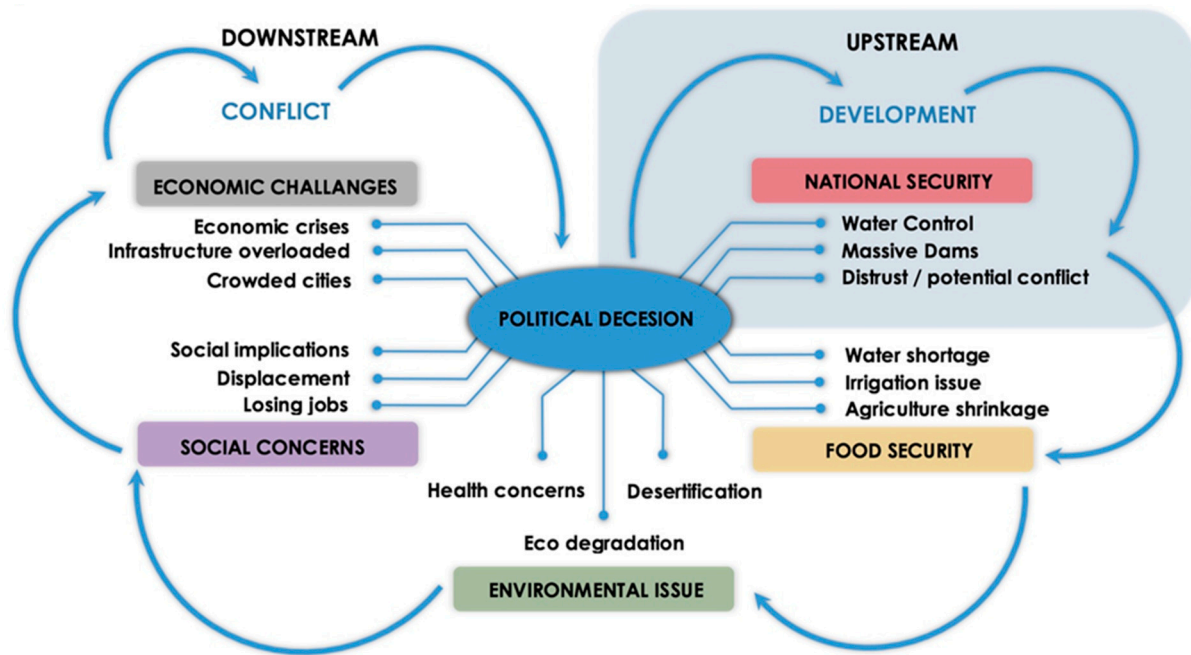 DOWNSTREAM
UPSTREAM
CONFLICT
DEVELOPMENT
ECONOMIC CHALLANGES
NATIONAL SECURITY
Economic crises
Infrastructure overloaded
Crowded cities
Water Control
Massive Dams
Distrust / potential conflict
POLITICAL DECESION
Social implications
Displacement
Losing jobs
Water shortage
Irrigation issue
Agriculture shrinkage
SOCIAL CONCERNS
FOOD SECURITY
Health concerns
Desertification
Eco degradation
ENVIRONMENTAL ISSUE